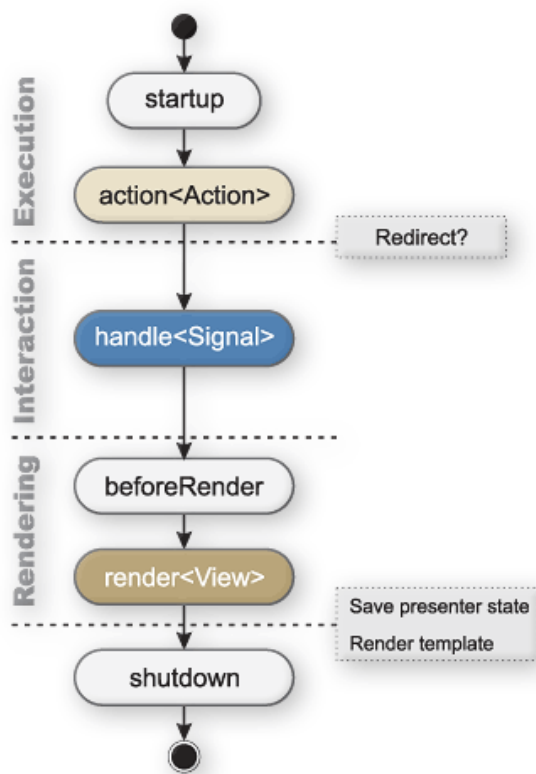 Execution
startup
action<Action>
Redirect?
Interaction
handle<Signal>
Rendering
beforeRender
render<View>
Save presenter state
Render template
shutdown